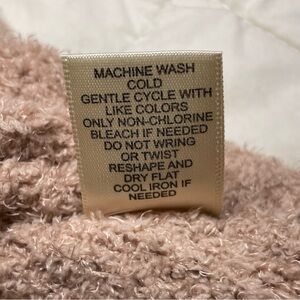 MACHINE WASH
COLD
GENTLE CYCLE WITH
LIKE COLORS
ONLY NON-CHLORINE
BLEACH IF NEEDED
DO NOT WRING
OR TWIST
RESHAPE AND
DRY FLAT
COOL IRON IF
NEEDED